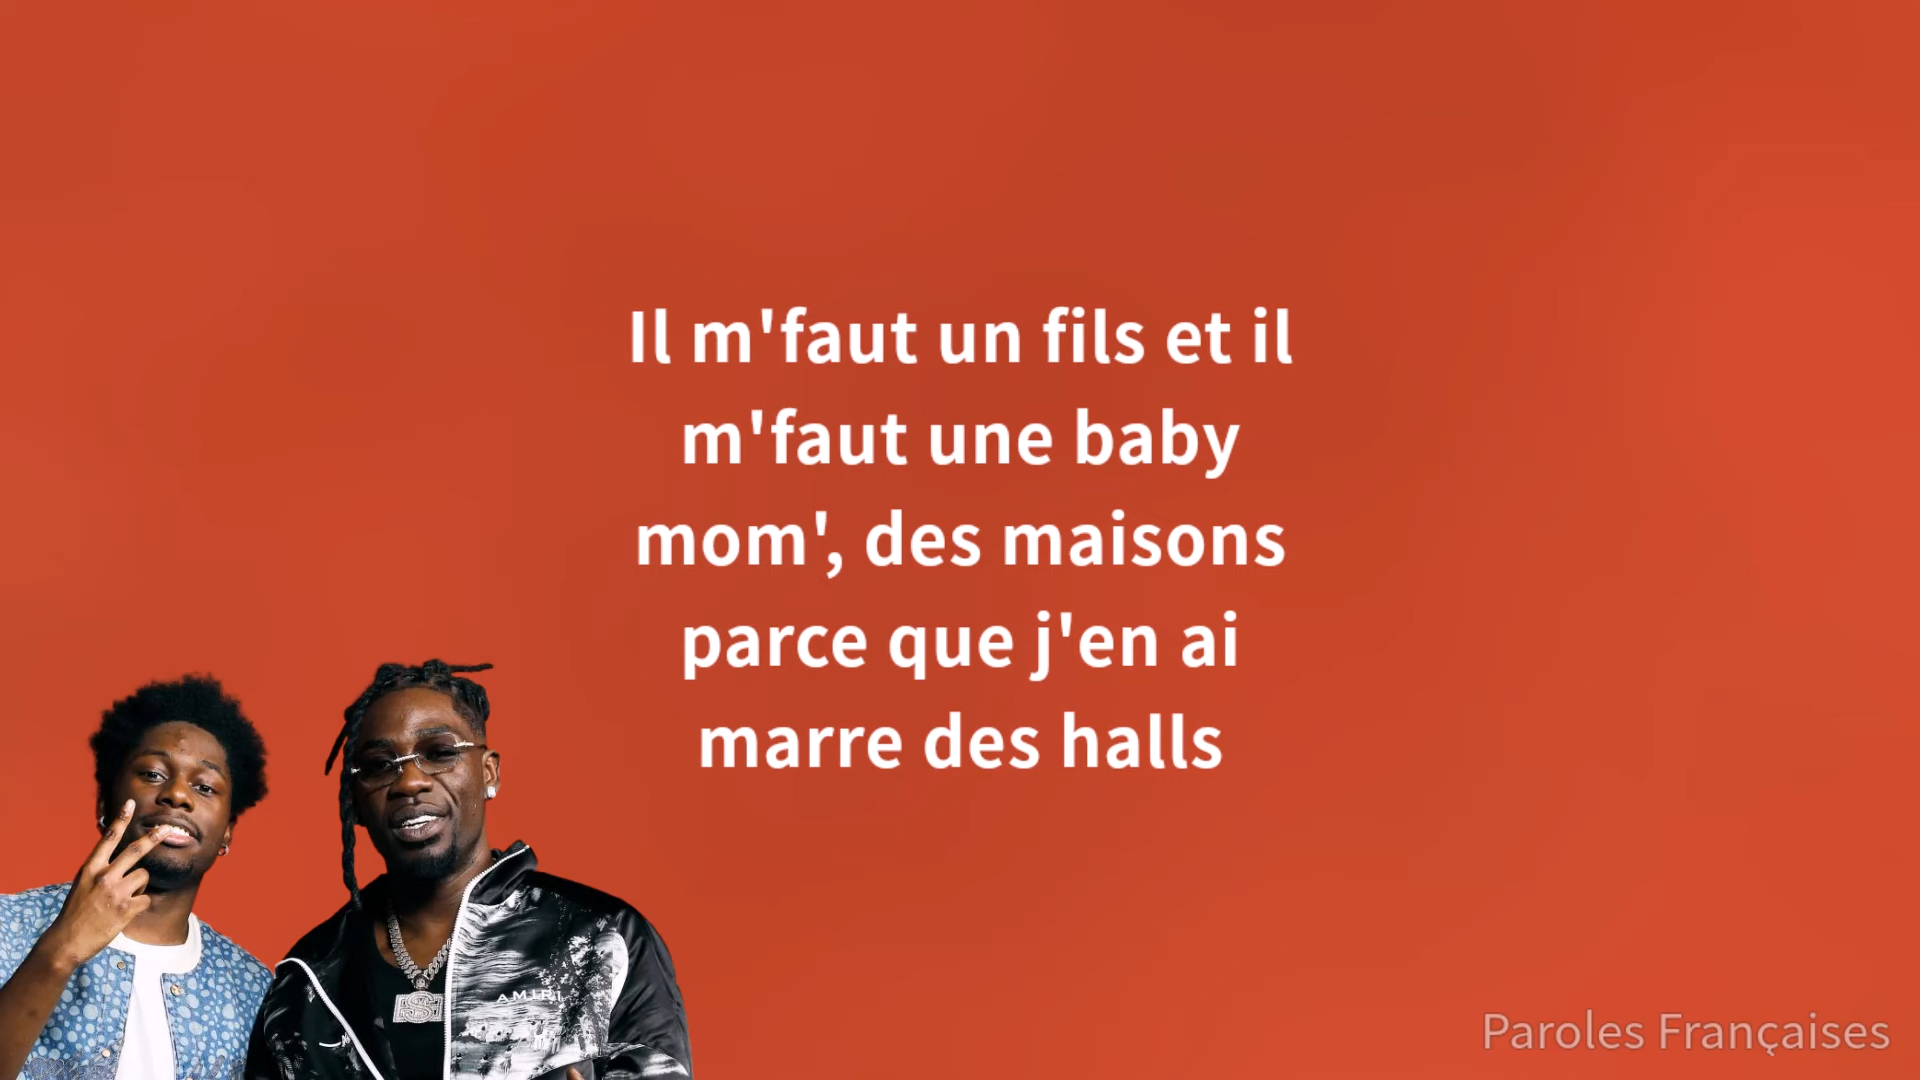 Il m'faut un fils et il
m'faut une baby
mom', des maisons
parce que j'en ai
marre des halls
AMIRI
Paroles Françaises